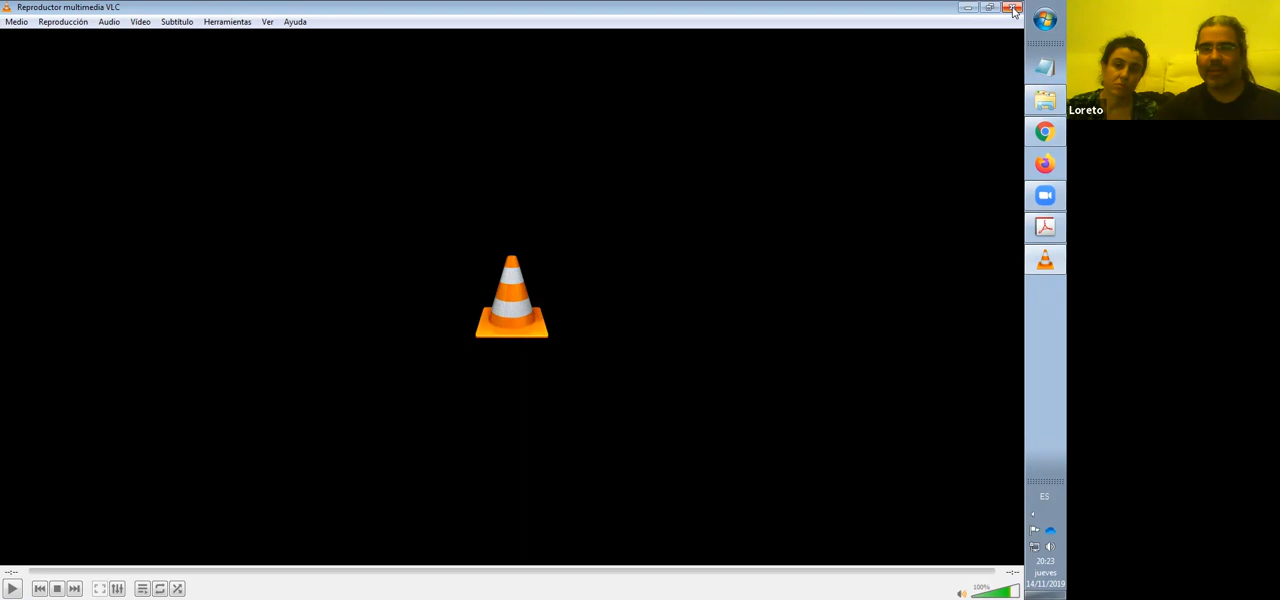 Reproductor multimedia VLC
Medio Reproducción Audio Vídeo Subtítulo Herramientas Ver Ayuda
Loreto
ES
20:23
jueves
14/11/2019
--:-- --:--
100%